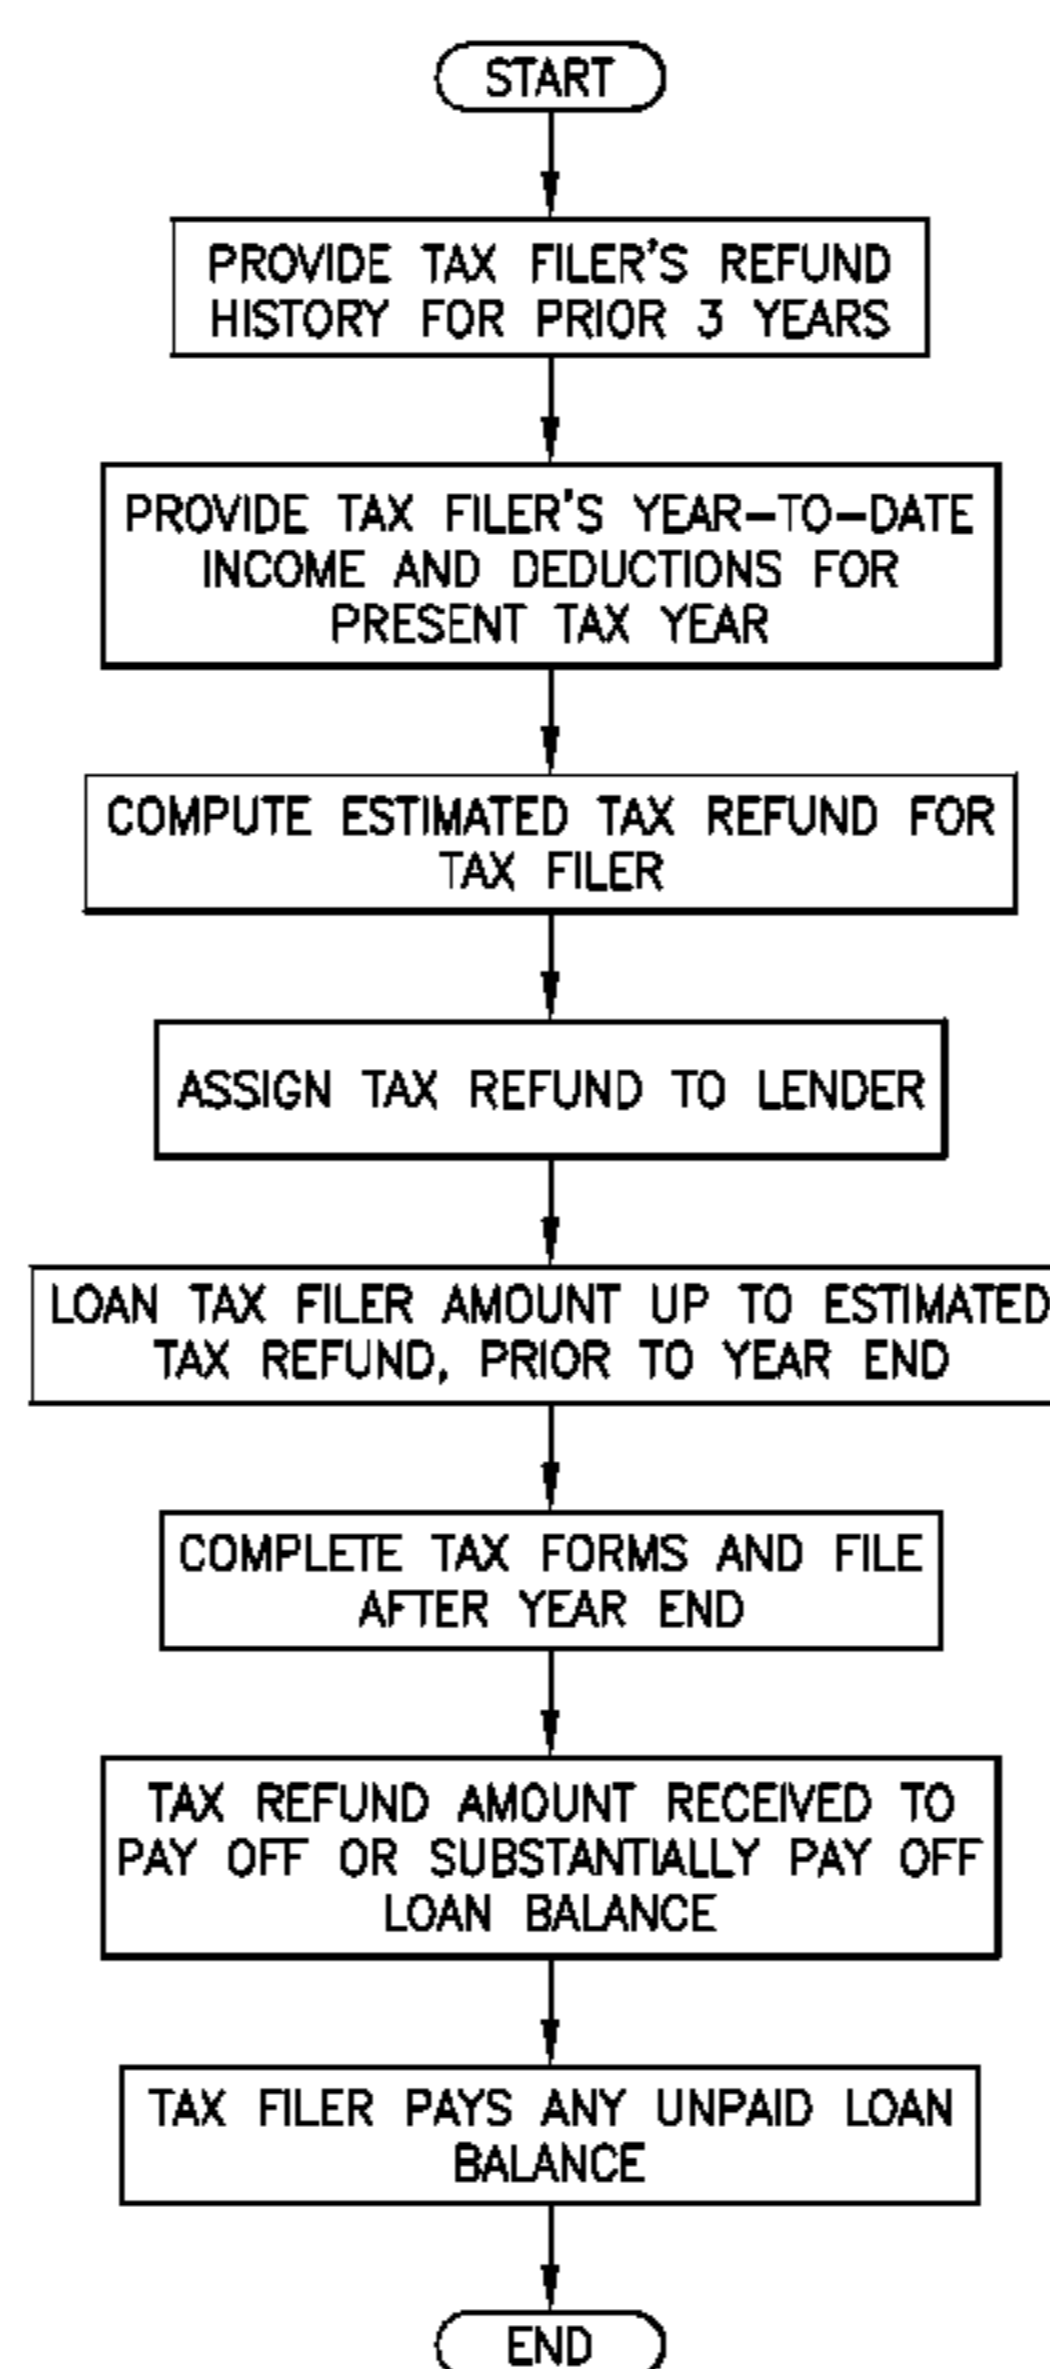 START
PROVIDE TAX FILER'S REFUND
HISTORY FOR PRIOR 3 YEARS
PROVIDE TAX FILER'S YEAR-TO-DATE
INCOME AND DEDUCTIONS FOR
PRESENT TAX YEAR
COMPUTE ESTIMATED TAX REFUND FOR
TAX FILER
ASSIGN TAX REFUND TO LENDER
LOAN TAX FILER AMOUNT UP TO ESTIMATED
TAX REFUND, PRIOR TO YEAR END
COMPLETE TAX FORMS AND FILE
AFTER YEAR END
TAX REFUND AMOUNT RECEIVED TO
PAY OFF OR SUBSTANTIALLY PAY OFF
LOAN BALANCE
TAX FILER PAYS ANY UNPAID LOAN
BALANCE
END